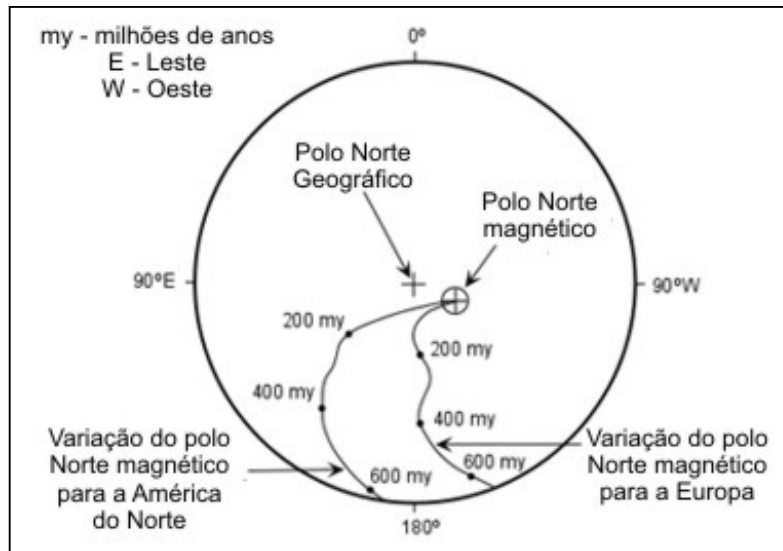 my - milhões de anos
E - Leste
W - Oeste
0º
Polo Norte
Geográfico
Polo Norte
magnético
90ºE
90ºW
200 my
200 my
400 my
400 my
Variação do polo
Norte magnético
para a América
do Norte
600 my
600 my
Variação do polo
Norte magnético
para a Europa
180º